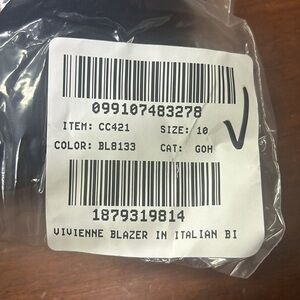 099107483278
ITEM: CC421 SIZE: 10
COLOR: BL8133 CAT: GOH
1879319814
VIVIENNE BLAZER IN ITALIAN BI